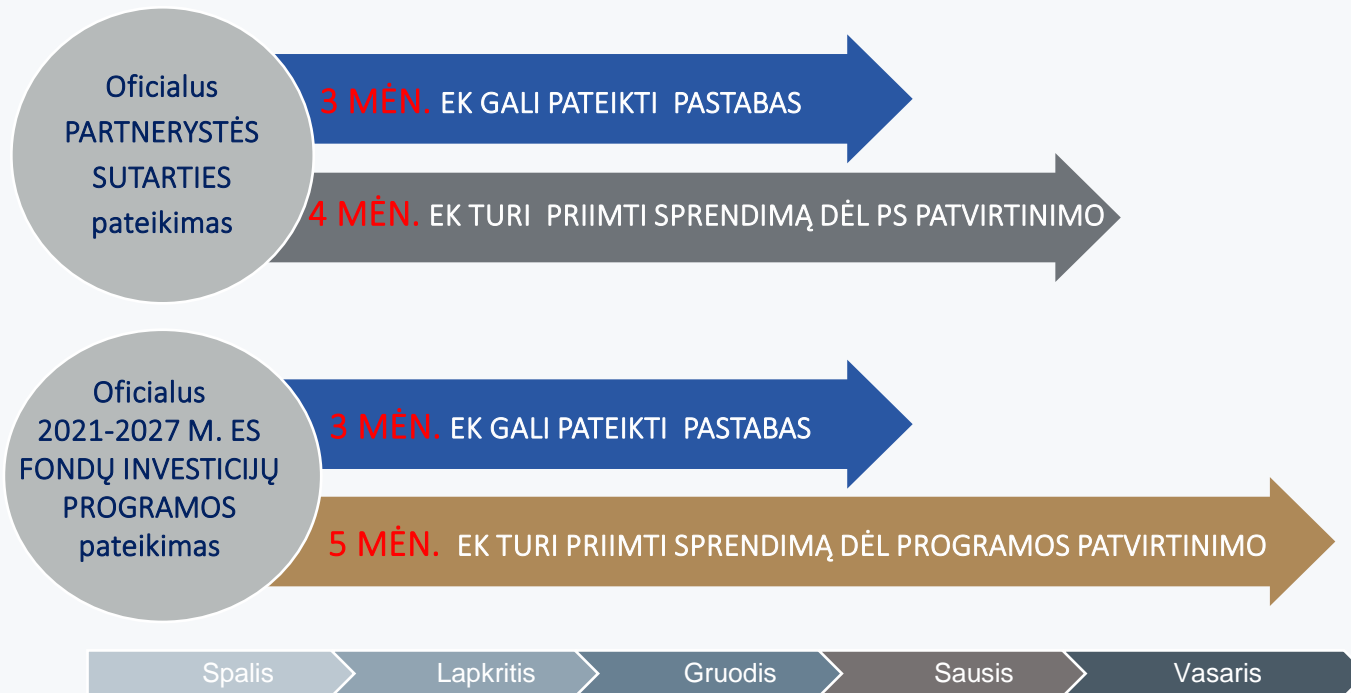 Oficialus
PARTNERYSTĖS
SUTARTIES
pateikimas
3 MĖN. EK GALI PATEIKTI PASTABAS
4 MĖN. EK TURI PRIIMTI SPRENDIMĄ DĖL PS PATVIRTINIMO
Oficialus
2021-2027 M. ES
FONDŲ INVESTICIJŲ
PROGRAMOS
pateikimas
3 MĖN. EK GALI PATEIKTI PASTABAS
5 MĖN. EK TURI PRIIMTI SPRENDIMĄ DĖL PROGRAMOS PATVIRTINIMO
Spalis Lapkritis Gruodis Sausis Vasaris